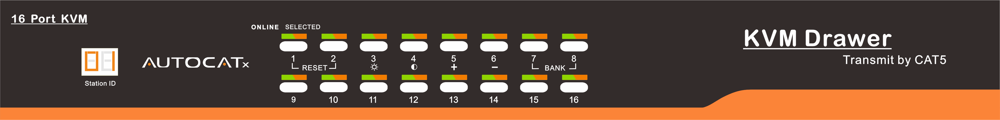 16 Port KVM
ONLINE SELECTED
KVM Drawer
Transmit by CAT5
01
Station ID
AUTOCATx
1 2 3 4 5 6 7 8
RESET + − BANK
9 10 11 12 13 14 15 16